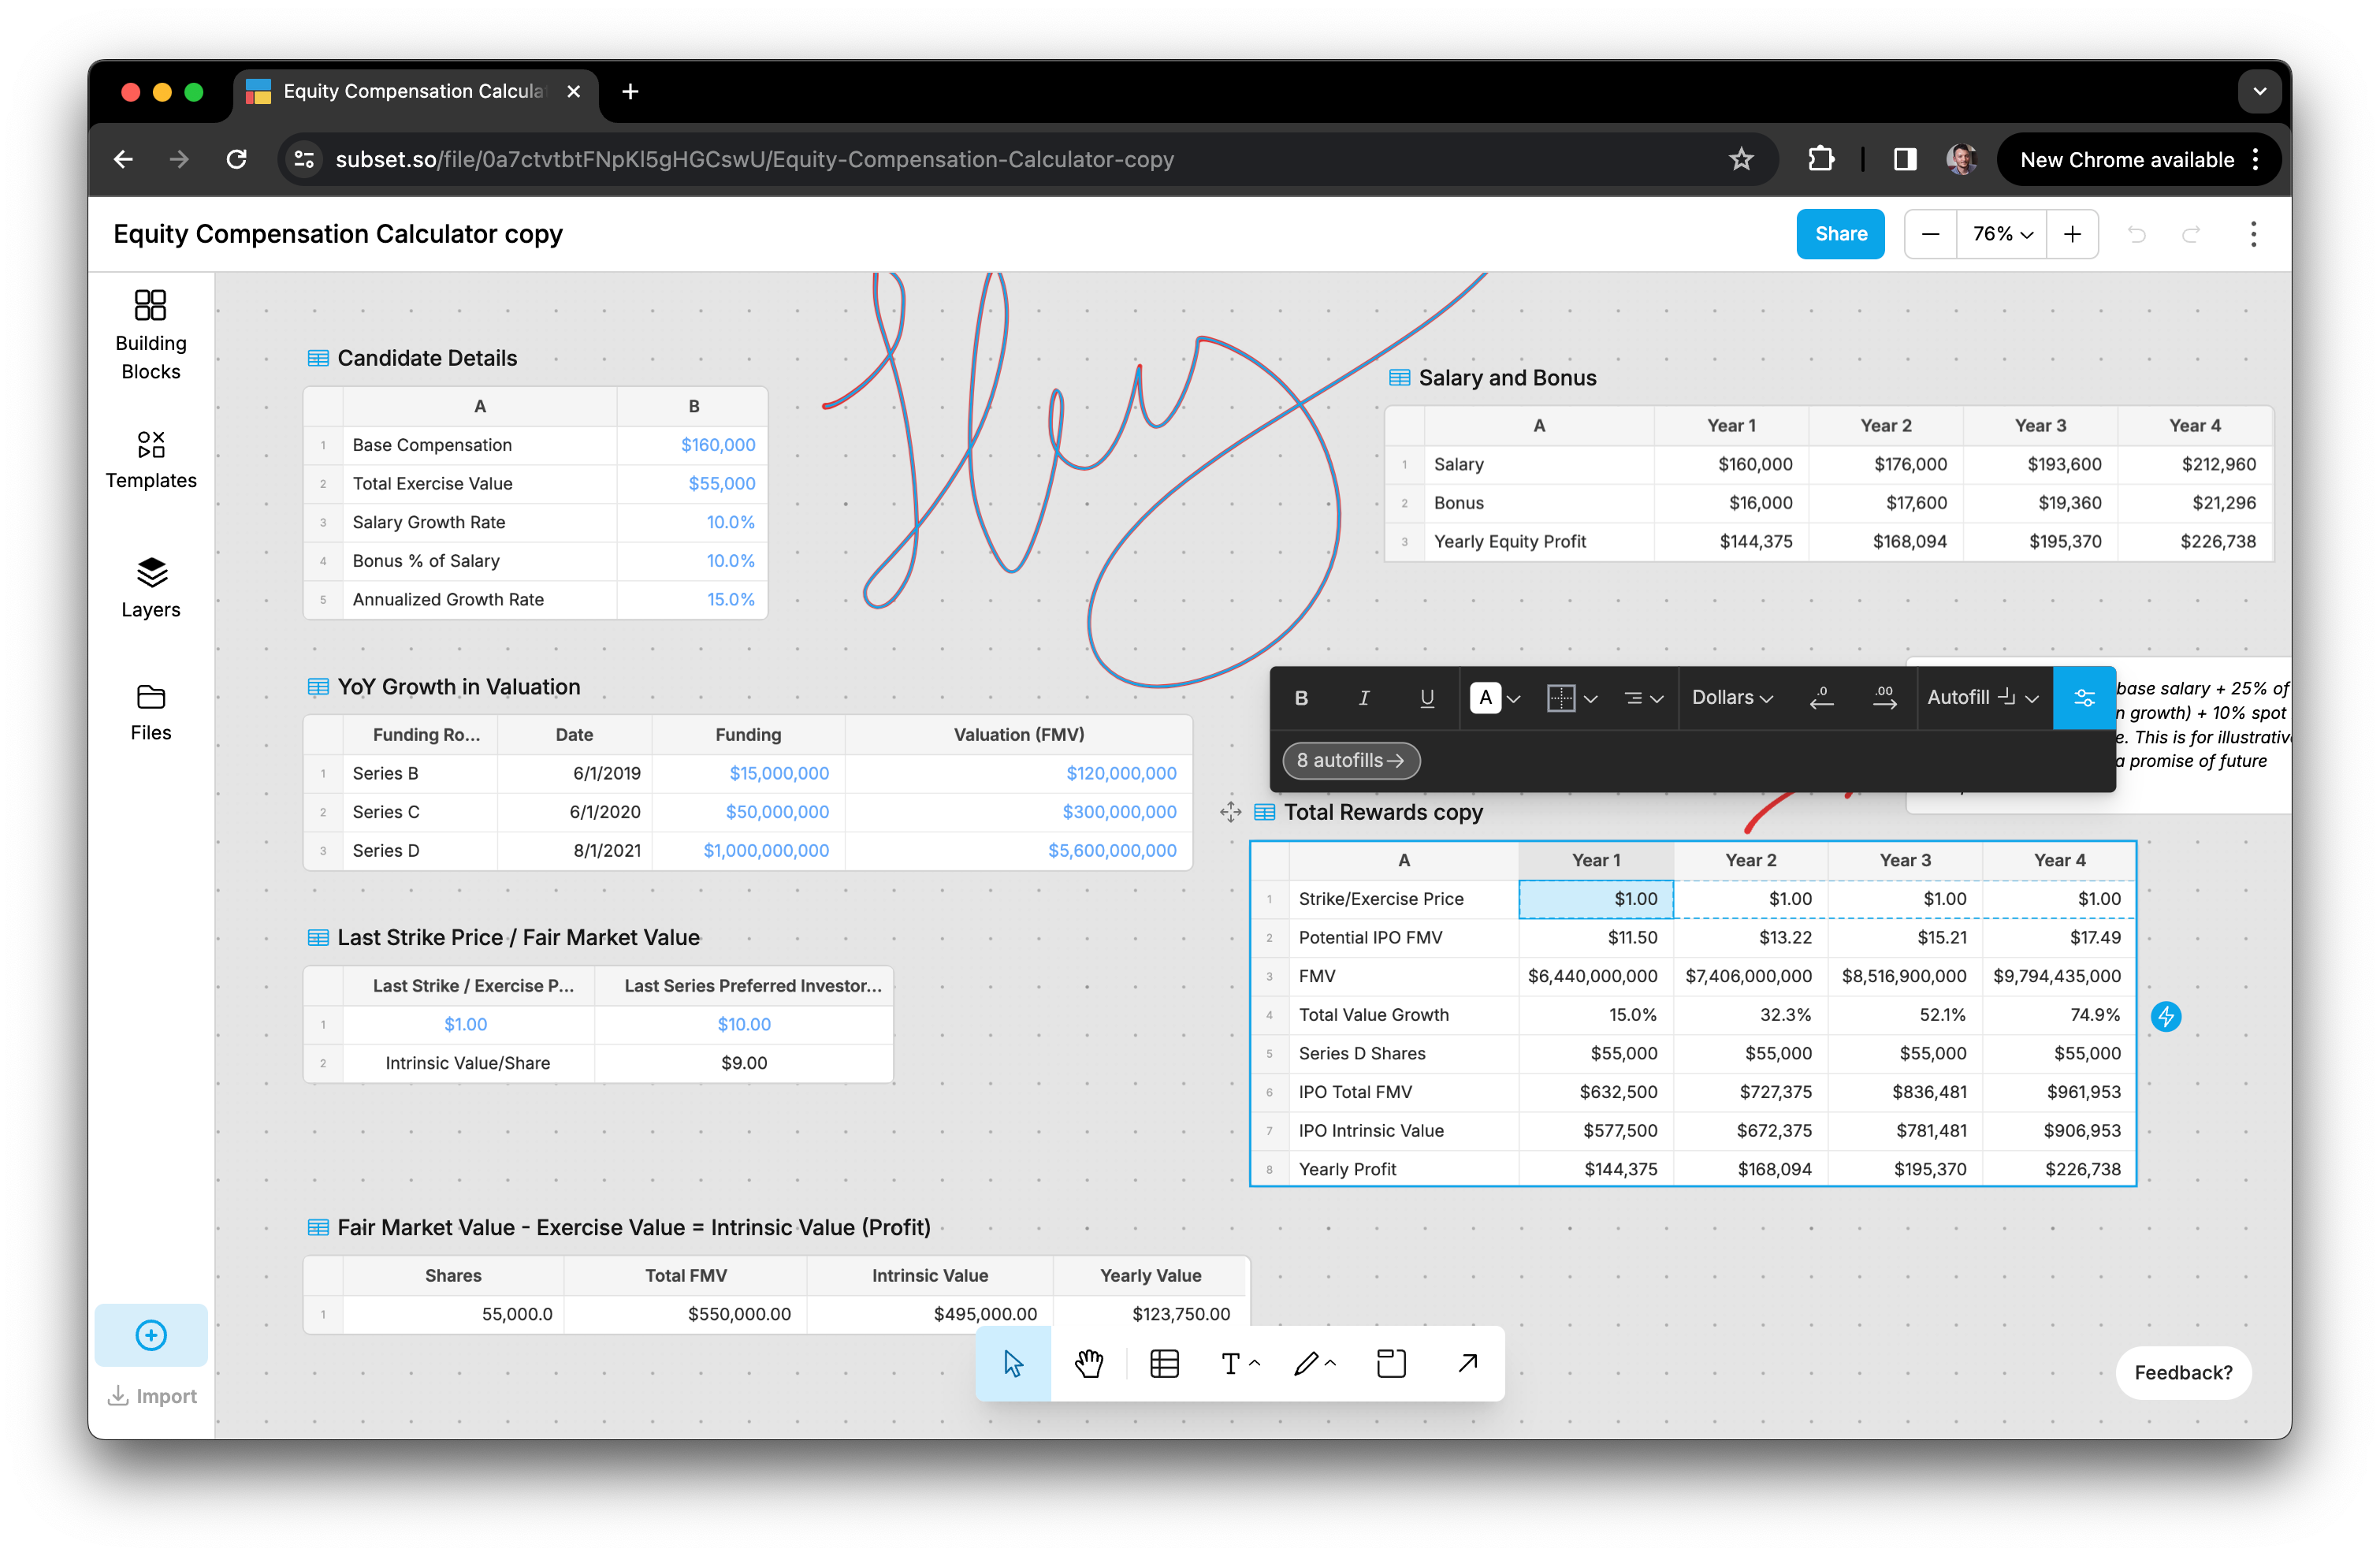 Equity Compensation Calcula
subset.so/file/0a7ctvtbtFNpKl5gHGCswU/Equity-Compensation-Calculator-copy
New Chrome available
Equity Compensation Calculator copy
Share
76%
Building
Blocks
Templates
Layers
Files
Import
Candidate Details
A B
1 Base Compensation $160,000
2 Total Exercise Value $55,000
3 Salary Growth Rate 10.0%
4 Bonus % of Salary 10.0%
5 Annualized Growth Rate 15.0%
Salary and Bonus
A Year 1 Year 2 Year 3 Year 4
1 Salary $160,000 $176,000 $193,600 $212,960
2 Bonus $16,000 $17,600 $19,360 $21,296
3 Yearly Equity Profit $144,375 $168,094 $195,370 $226,738
YoY Growth in Valuation
Funding Ro... Date Funding Valuation (FMV)
1 Series B 6/1/2019 $15,000,000 $120,000,000
2 Series C 6/1/2020 $50,000,000 $300,000,000
3 Series D 8/1/2021 $1,000,000,000 $5,600,000,000
B I U A Dollars .0 .00 Autofill
8 autofills
base salary + 25% of
n growth) + 10% spot
e. This is for illustrativ
a promise of future
Total Rewards copy
A Year 1 Year 2 Year 3 Year 4
1 Strike/Exercise Price $1.00 $1.00 $1.00 $1.00
2 Potential IPO FMV $11.50 $13.22 $15.21 $17.49
3 FMV $6,440,000,000 $7,406,000,000 $8,516,900,000 $9,794,435,000
4 Total Value Growth 15.0% 32.3% 52.1% 74.9%
5 Series D Shares $55,000 $55,000 $55,000 $55,000
6 IPO Total FMV $632,500 $727,375 $836,481 $961,953
7 IPO Intrinsic Value $577,500 $672,375 $781,481 $906,953
8 Yearly Profit $144,375 $168,094 $195,370 $226,738
Last Strike Price / Fair Market Value
Last Strike / Exercise P... Last Series Preferred Investor...
1 $1.00 $10.00
2 Intrinsic Value/Share $9.00
Fair Market Value - Exercise Value = Intrinsic Value (Profit)
Shares Total FMV Intrinsic Value Yearly Value
1 55,000.0 $550,000.00 $495,000.00 $123,750.00
T
Feedback?